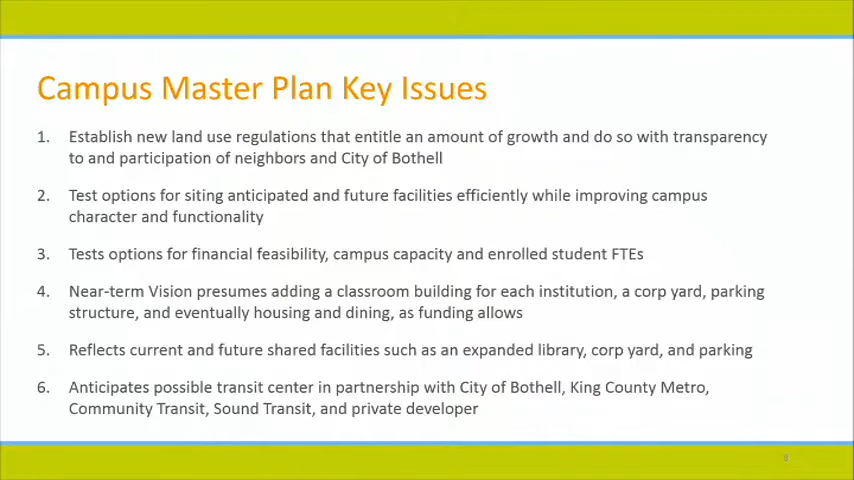 Campus Master Plan Key Issues
1. Establish new land use regulations that entitle an amount of growth and do so with transparency
to and participation of neighbors and City of Bothell
2. Test options for siting anticipated and future facilities efficiently while improving campus
character and functionality
3. Tests options for financial feasibility, campus capacity and enrolled student FTEs
4. Near-term Vision presumes adding a classroom building for each institution, a corp yard, parking
structure, and eventually housing and dining, as funding allows
5. Reflects current and future shared facilities such as an expanded library, corp yard, and parking
6. Anticipates possible transit center in partnership with City of Bothell, King County Metro,
Community Transit, Sound Transit, and private developer